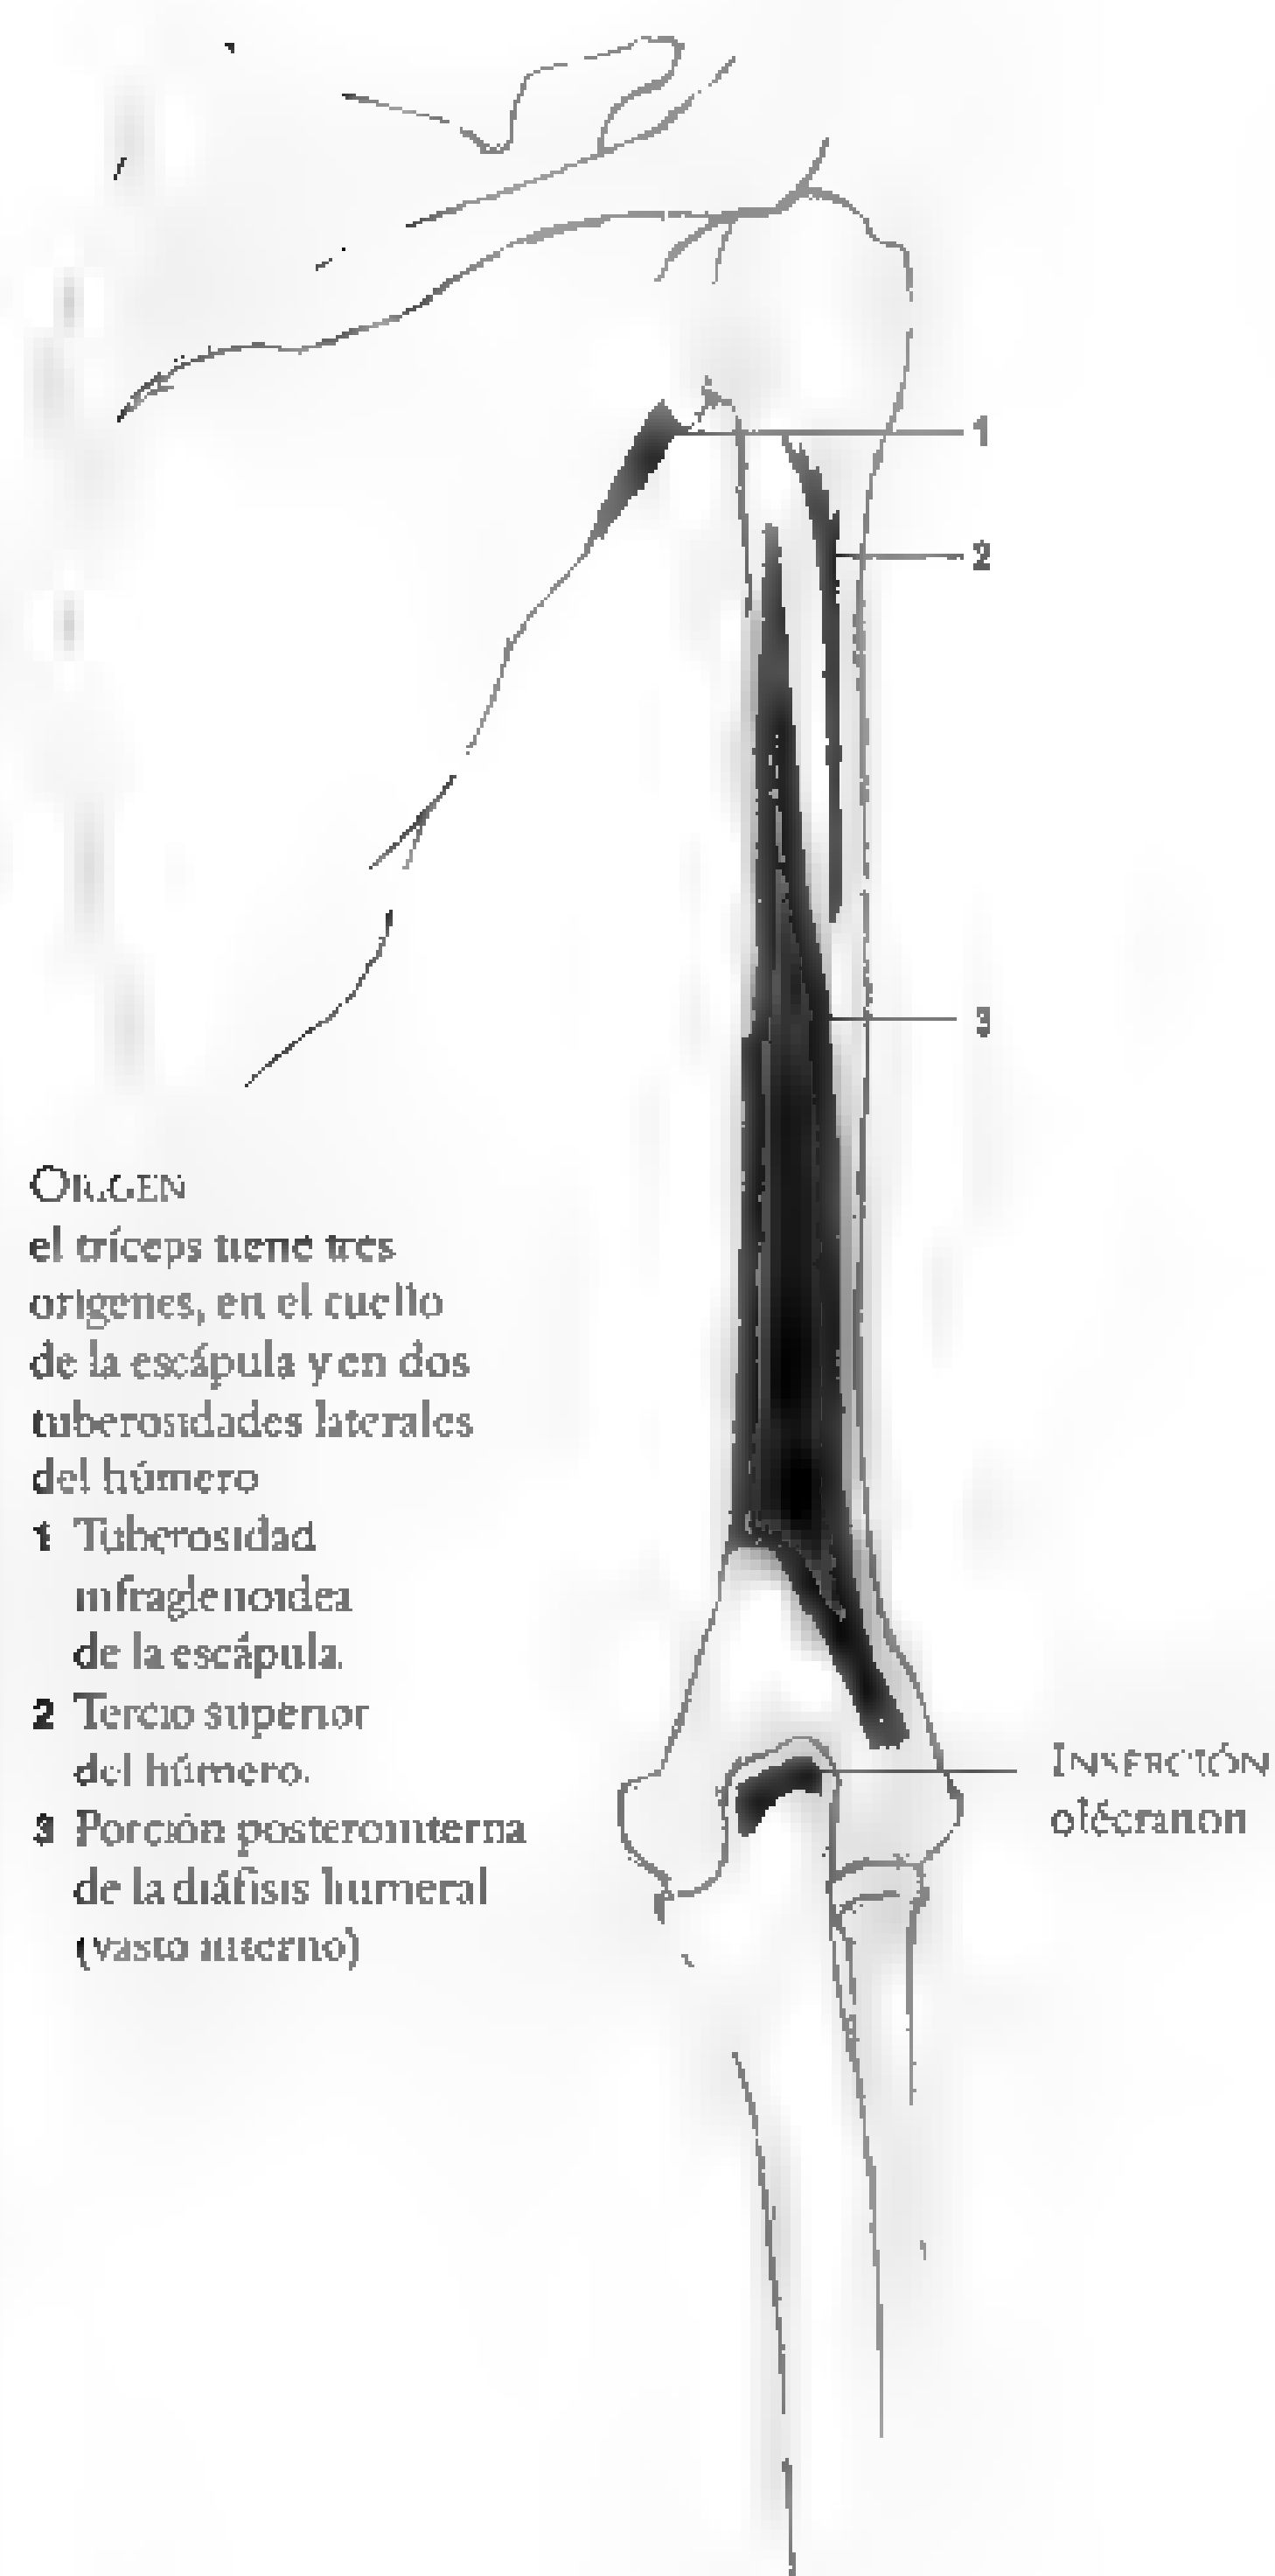 1
2
3
ORIGEN
el tríceps tiene tres
orígenes, en el cuello
de la escápula y en dos
tuberosidades laterales
del húmero
1 Tuberosidad
infraglenoidea
de la escápula.
2 Tercio superior
del húmero.
3 Porción posterointerna
de la diáfisis humeral
(vasto interno)
INSERCIÓN
olécranon